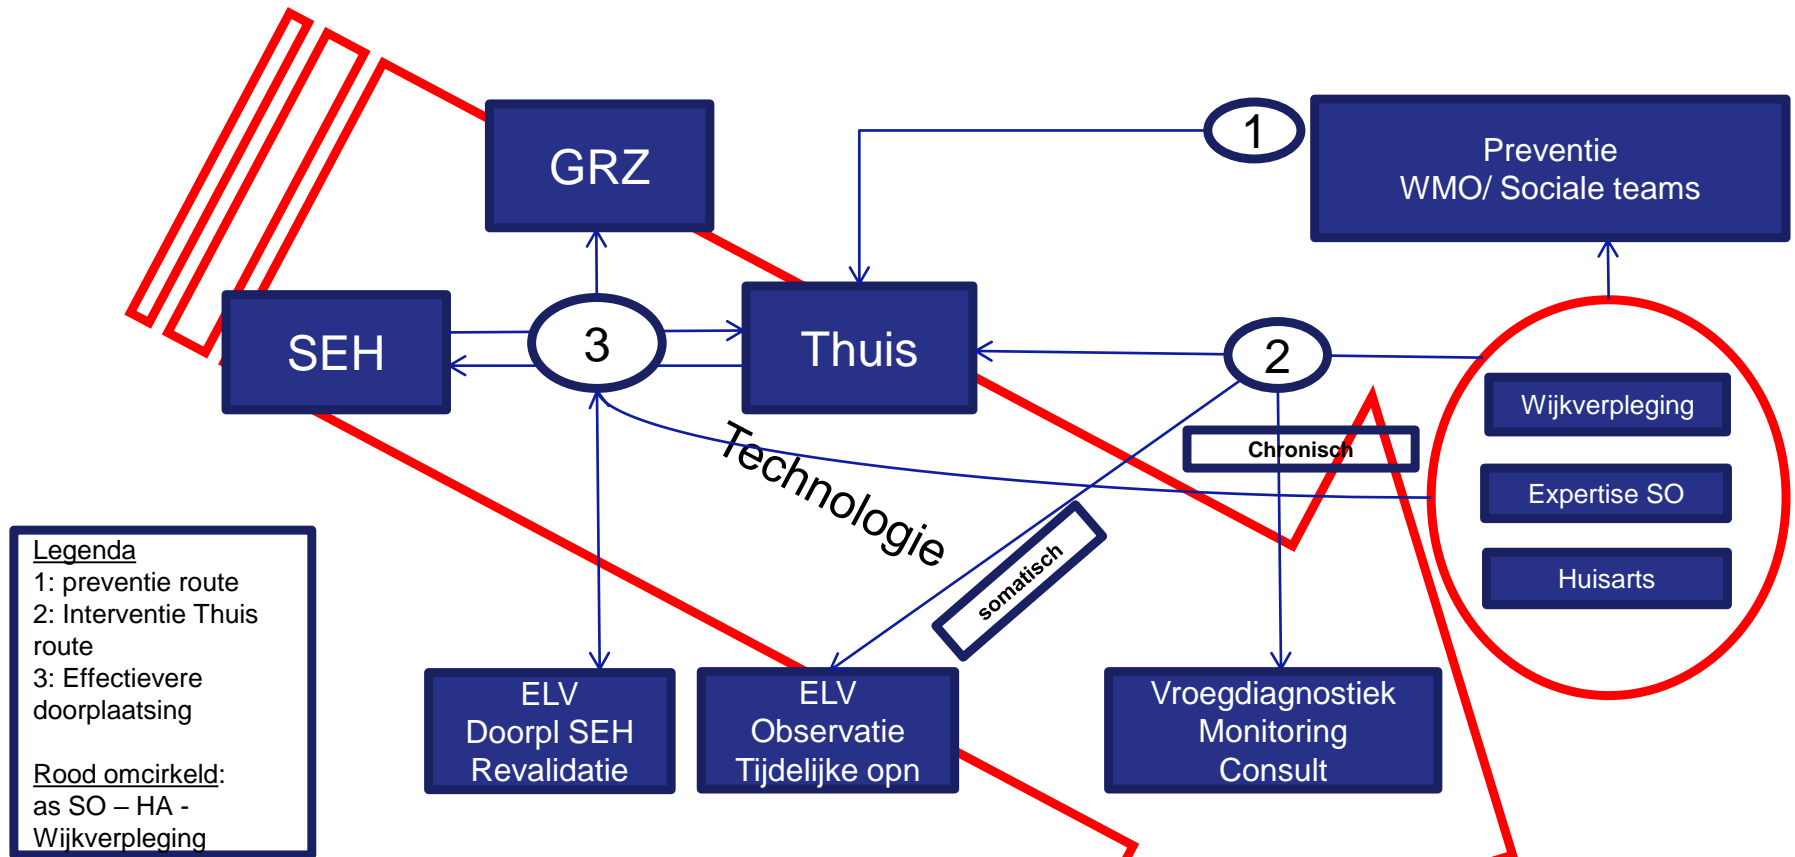 GRZ
1
Preventie
WMO/ Sociale teams
SEH
3
Thuis
2
Wijkverpleging
Chronisch
Expertise SO
Technologie
somatisch
Huisarts
Legenda
1: preventie route
2: Interventie Thuis
route
3: Effectievere
doorplaatsing
Rood omcirkeld:
as SO – HA -
Wijkverpleging
ELV
Doorpl SEH
Revalidatie
ELV
Observatie
Tijdelijke opn
Vroegdiagnostiek
Monitoring
Consult